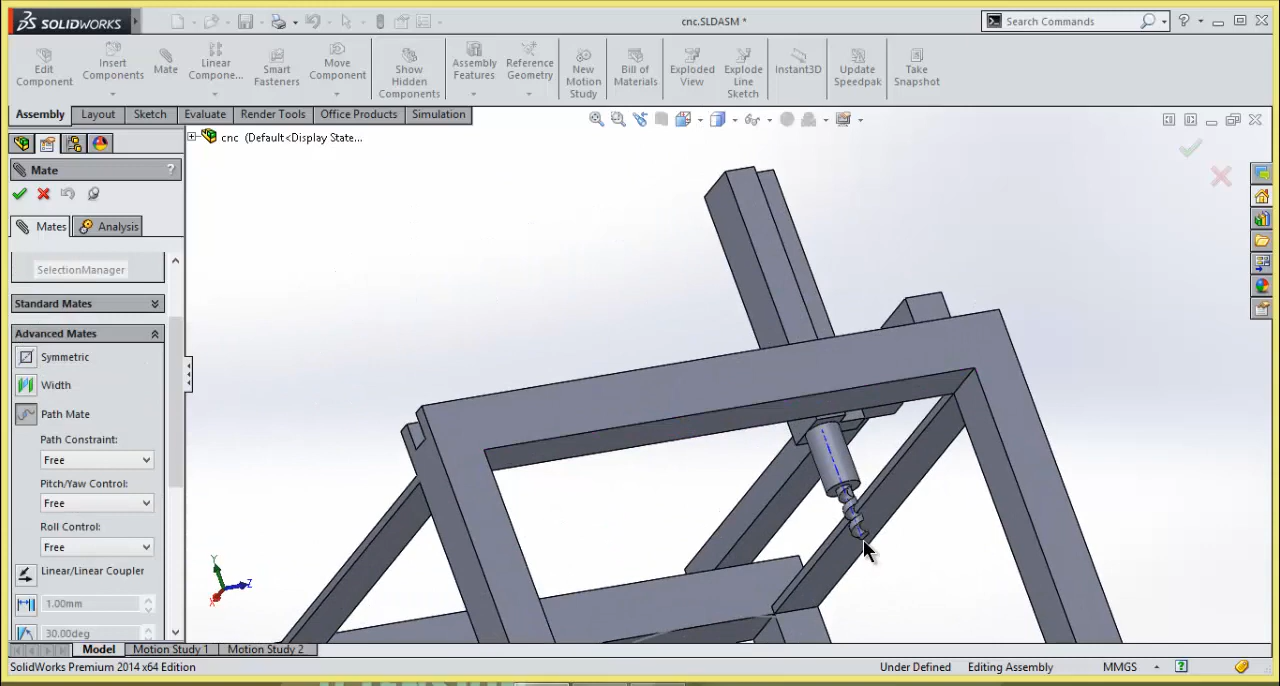 SOLIDWORKS
cnc.SLDASM *
Search Commands
Edit Component
Insert Components
Mate
Linear Compone...
Smart Fasteners
Move Component
Show Hidden Components
Assembly Features
Reference Geometry
New Motion Study
Bill of Materials
Exploded View
Explode Line Sketch
Instant3D
Update Speedpak
Take Snapshot
Assembly
Layout
Sketch
Evaluate
Render Tools
Office Products
Simulation
cnc (Default<Display State...
Mate
?
Mates
Analysis
SelectionManager
Standard Mates
Advanced Mates
Symmetric
Width
Path Mate
Path Constraint:
Free
Pitch/Yaw Control:
Free
Roll Control:
Free
Linear/Linear Coupler
1.00mm
30.00deg
Y
Z
X
Model
Motion Study 1
Motion Study 2
SolidWorks Premium 2014 x64 Edition
Under Defined
Editing Assembly
MMGS